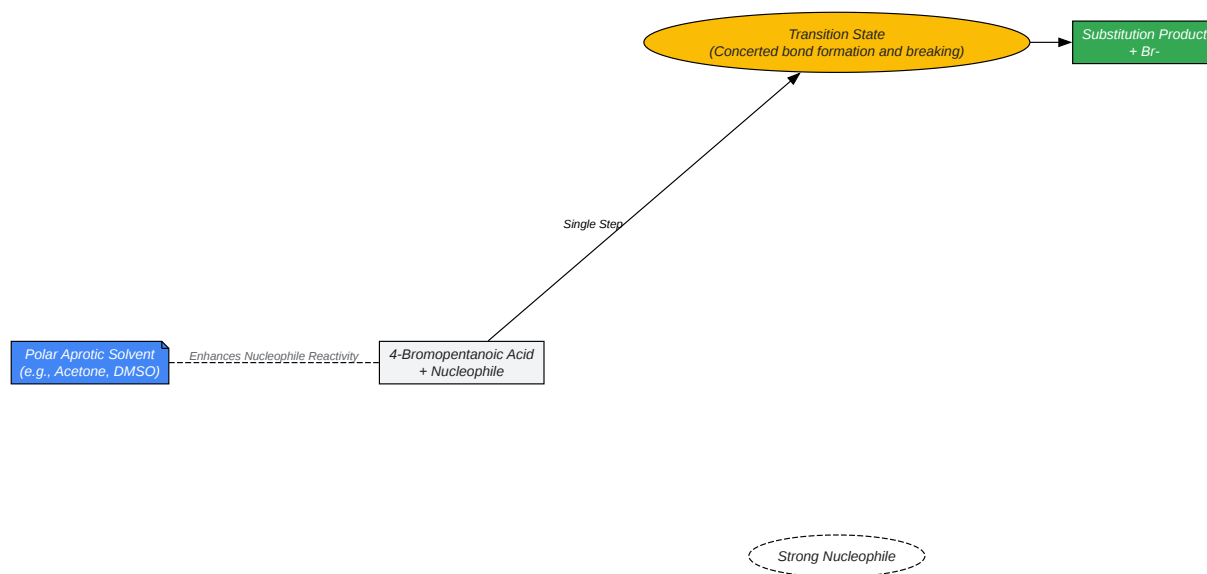 Transition State
(Concerted bond formation and breaking)
Substitution Product
+ Br-
Single Step
Polar Aprotic Solvent
(e.g., Acetone, DMSO)
Enhances Nucleophile Reactivity
4-Bromopentanoic Acid
+ Nucleophile
Strong Nucleophile